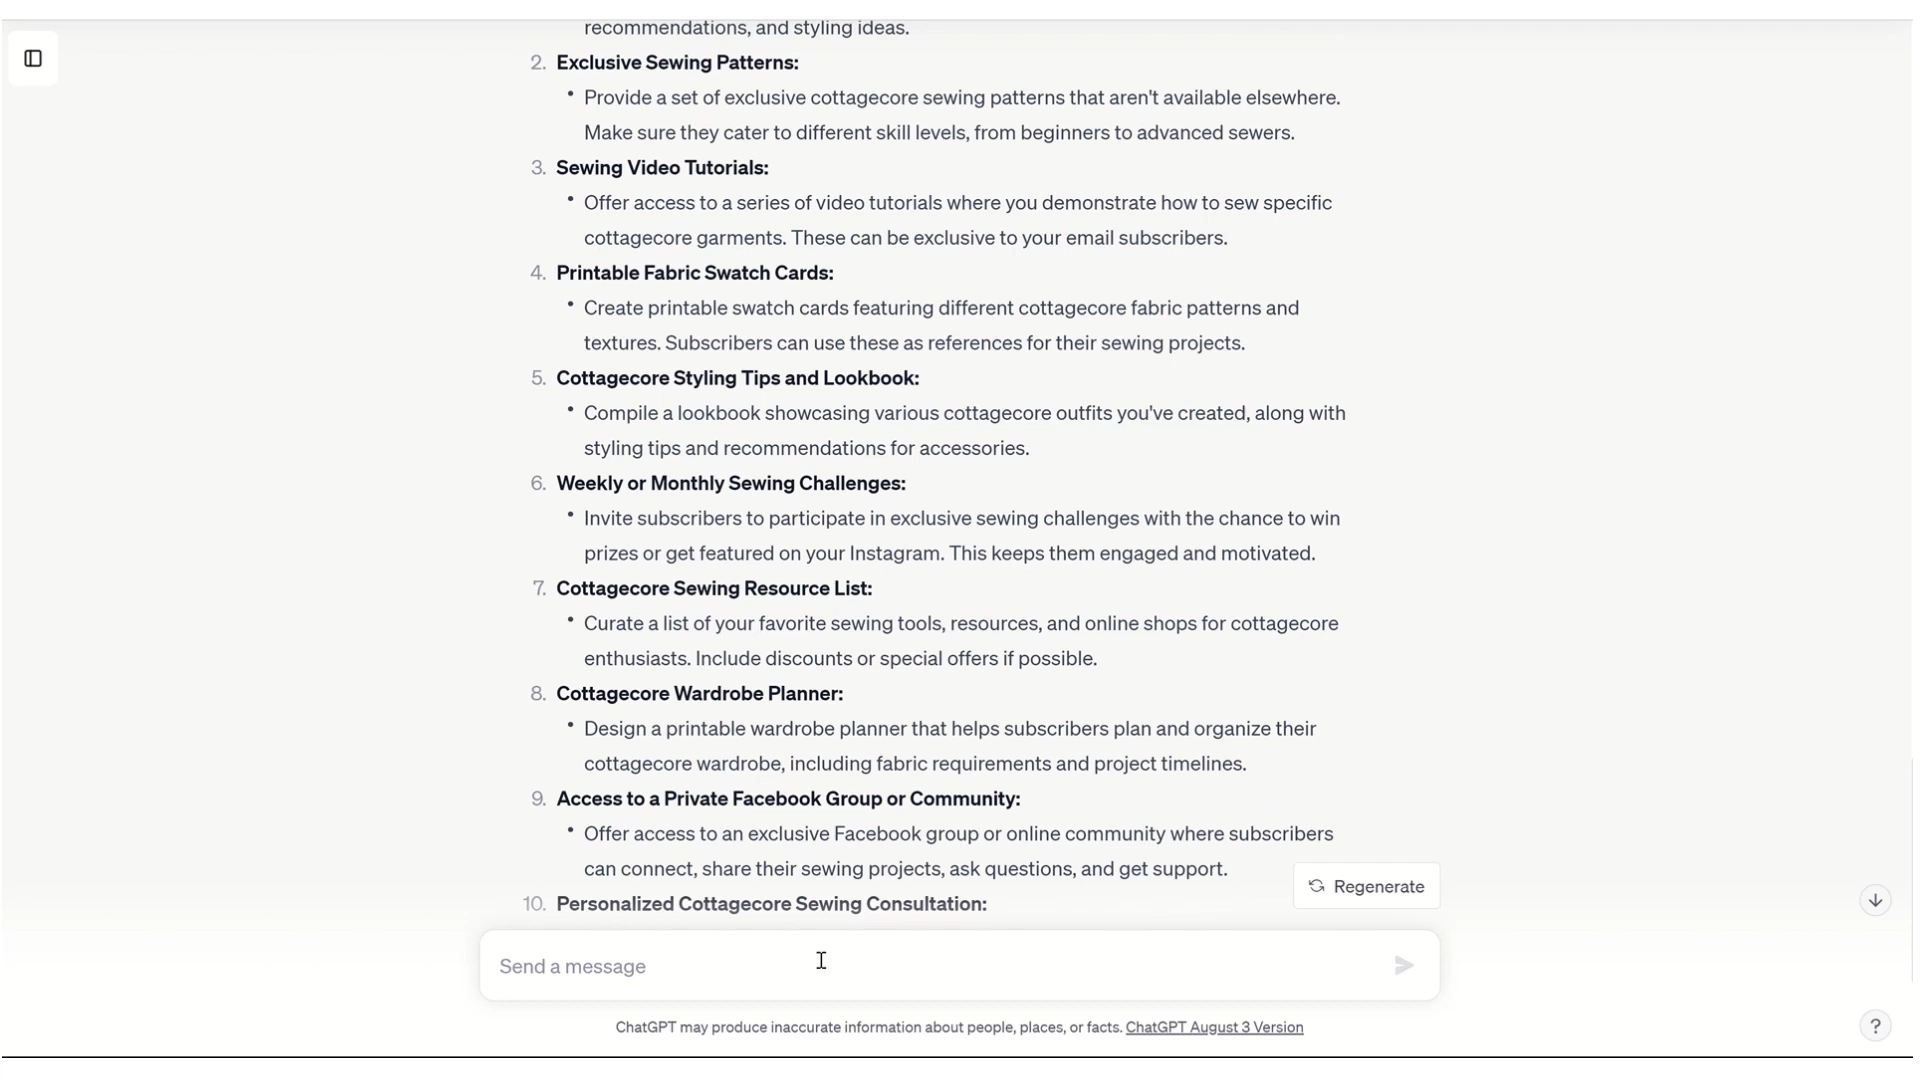 recommendations, and styling ideas.
2. Exclusive Sewing Patterns:
• Provide a set of exclusive cottagecore sewing patterns that aren't available elsewhere.
Make sure they cater to different skill levels, from beginners to advanced sewers.
3. Sewing Video Tutorials:
• Offer access to a series of video tutorials where you demonstrate how to sew specific
cottagecore garments. These can be exclusive to your email subscribers.
4. Printable Fabric Swatch Cards:
• Create printable swatch cards featuring different cottagecore fabric patterns and
textures. Subscribers can use these as references for their sewing projects.
5. Cottagecore Styling Tips and Lookbook:
• Compile a lookbook showcasing various cottagecore outfits you've created, along with
styling tips and recommendations for accessories.
6. Weekly or Monthly Sewing Challenges:
• Invite subscribers to participate in exclusive sewing challenges with the chance to win
prizes or get featured on your Instagram. This keeps them engaged and motivated.
7. Cottagecore Sewing Resource List:
• Curate a list of your favorite sewing tools, resources, and online shops for cottagecore
enthusiasts. Include discounts or special offers if possible.
8. Cottagecore Wardrobe Planner:
• Design a printable wardrobe planner that helps subscribers plan and organize their
cottagecore wardrobe, including fabric requirements and project timelines.
9. Access to a Private Facebook Group or Community:
• Offer access to an exclusive Facebook group or online community where subscribers
can connect, share their sewing projects, ask questions, and get support.
Regenerate
10. Personalized Cottagecore Sewing Consultation:
Send a message
ChatGPT may produce inaccurate information about people, places, or facts. ChatGPT August 3 Version
?